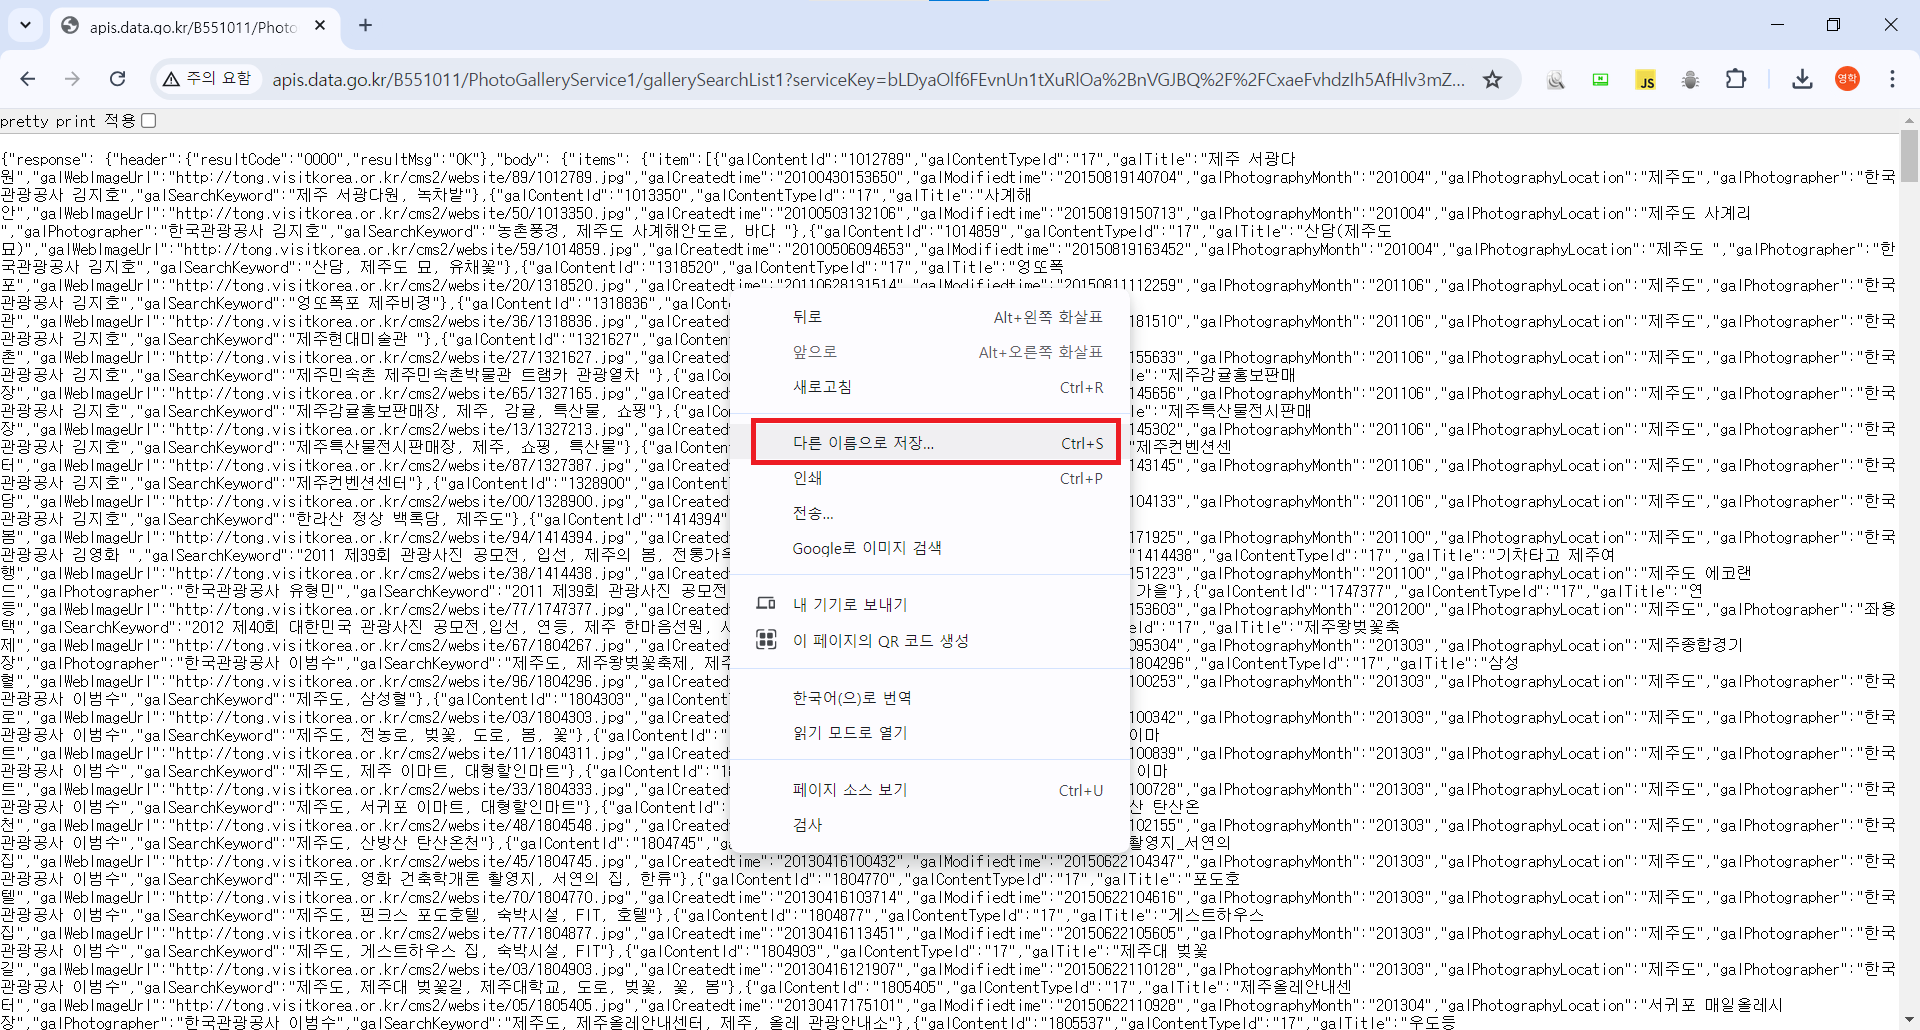 apis.data.go.kr/B551011/Photo
주의 요함
apis.data.go.kr/B551011/PhotoGalleryService1/gallerySearchList1?serviceKey=bLDyaOlf6FEvnUn1tXuRlOa%2BnVGJBQ%2F%2FCxaeFvhdzIh5AfHlv3mZ...
JS
영학
pretty print 적용
{"response": {"header":{"resultCode":"0000","resultMsg":"OK"},"body": {"items": {"item":[{"galContentId":"1012789","galContentTypeId":"17","galTitle":"제주 서광다
원","galWebImageUrl":"http://tong.visitkorea.or.kr/cms2/website/89/1012789.jpg","galCreatedtime":"20100430153650","galModifiedtime":"20150819140704","galPhotographyMonth":"201004","galPhotographyLocation":"제주도","galPhotographer":"한국
관광공사 김지호","galSearchKeyword":"제주 서광다원, 녹차밭"},{"galContentId":"1013350","galContentTypeId":"17","galTitle":"사계해
안","galWebImageUrl":"http://tong.visitkorea.or.kr/cms2/website/50/1013350.jpg","galCreatedtime":"20100503132106","galModifiedtime":"20150819150713","galPhotographyMonth":"201004","galPhotographyLocation":"제주도 사계리
","galPhotographer":"한국관광공사 김지호","galSearchKeyword":"농촌풍경, 제주도 사계해안도로, 바다 "},{"galContentId":"1014859","galContentTypeId":"17","galTitle":"산담(제주도
묘)","galWebImageUrl":"http://tong.visitkorea.or.kr/cms2/website/59/1014859.jpg","galCreatedtime":"20100506094653","galModifiedtime":"20150819163452","galPhotographyMonth":"201004","galPhotographyLocation":"제주도 ","galPhotographer":"한
국관광공사 김지호","galSearchKeyword":"산담, 제주도 묘, 유채꽃"},{"galContentId":"1318520","galContentTypeId":"17","galTitle":"엉또폭
포","galWebImageUrl":"http://tong.visitkorea.or.kr/cms2/website/20/1318520.jpg","galCreatedtime":"20110628131514","galModifiedtime":"20150811112259","galPhotographyMonth":"201106","galPhotographyLocation":"제주도","galPhotographer":"한국
관광공사 김지호","galSearchKeyword":"엉또폭포 제주비경"},{"galContentId":"1318836","galCont
관","galWebImageUrl":"http://tong.visitkorea.or.kr/cms2/website/36/1318836.jpg","galCreated 181510","galPhotographyMonth":"201106","galPhotographyLocation":"제주도","galPhotographer":"한국
관광공사 김지호","galSearchKeyword":"제주현대미술관 "},{"galContentId":"1321627","galConten
촌","galWebImageUrl":"http://tong.visitkorea.or.kr/cms2/website/27/1321627.jpg","galCreated 155633","galPhotographyMonth":"201106","galPhotographyLocation":"제주도","galPhotographer":"한국
관광공사 김지호","galSearchKeyword":"제주민속촌 제주민속촌박물관 트램카 관광열차 "},{"galCon le":"제주감귤홍보판매
장","galWebImageUrl":"http://tong.visitkorea.or.kr/cms2/website/65/1327165.jpg","galCreated 145656","galPhotographyMonth":"201106","galPhotographyLocation":"제주도","galPhotographer":"한국
관광공사 김지호","galSearchKeyword":"제주감귤홍보판매장, 제주, 감귤, 특산물, 쇼핑"},{"galCo tle":"제주특산물전시판매
장","galWebImageUrl":"http://tong.visitkorea.or.kr/cms2/website/13/1327213.jpg","galCreated 145302","galPhotographyMonth":"201106","galPhotographyLocation":"제주도","galPhotographer":"한국
관광공사 김지호","galSearchKeyword":"제주특산물전시판매장, 제주, 쇼핑, 특산물"},{"galConten "제주컨벤션센
터","galWebImageUrl":"http://tong.visitkorea.or.kr/cms2/website/87/1327387.jpg","galCreated 143145","galPhotographyMonth":"201106","galPhotographyLocation":"제주도","galPhotographer":"한국
관광공사 김지호","galSearchKeyword":"제주컨벤션센터"},{"galContentId":"1328900","galContent
담","galWebImageUrl":"http://tong.visitkorea.or.kr/cms2/website/00/1328900.jpg","galCreated 104133","galPhotographyMonth":"201106","galPhotographyLocation":"제주도","galPhotographer":"한국
관광공사 김지호","galSearchKeyword":"한라산 정상 백록담, 제주도"},{"galContentId":"1414394"
봄","galWebImageUrl":"http://tong.visitkorea.or.kr/cms2/website/94/1414394.jpg","galCreated 171925","galPhotographyMonth":"201100","galPhotographyLocation":"제주도","galPhotographer":"한국
관광공사 김영화 ","galSearchKeyword":"2011 제39회 관광사진 공모전, 입선, 제주의 봄, 전통가옥 "1414438","galContentTypeId":"17","galTitle":"기차타고 제주여
행","galWebImageUrl":"http://tong.visitkorea.or.kr/cms2/website/38/1414438.jpg","galCreated 151223","galPhotographyMonth":"201100","galPhotographyLocation":"제주도 에코랜
드","galPhotographer":"한국관광공사 유형민","galSearchKeyword":"2011 제39회 관광사진 공모전 가을"},{"galContentId":"1747377","galContentTypeId":"17","galTitle":"연
등","galWebImageUrl":"http://tong.visitkorea.or.kr/cms2/website/77/1747377.jpg","galCreated 153603","galPhotographyMonth":"201200","galPhotographyLocation":"제주도","galPhotographer":"좌용
택","galSearchKeyword":"2012 제40회 대한민국 관광사진 공모전,입선, 연등, 제주 한마음선원, eId":"17","galTitle":"제주왕벚꽃축
제","galWebImageUrl":"http://tong.visitkorea.or.kr/cms2/website/67/1804267.jpg","galCreated 095304","galPhotographyMonth":"201303","galPhotographyLocation":"제주종합경기
장","galPhotographer":"한국관광공사 이범수","galSearchKeyword":"제주도, 제주왕벚꽃축제, 제주 1804296","galContentTypeId":"17","galTitle":"삼성
혈","galWebImageUrl":"http://tong.visitkorea.or.kr/cms2/website/96/1804296.jpg","galCreated 100253","galPhotographyMonth":"201303","galPhotographyLocation":"제주도","galPhotographer":"한국
관광공사 이범수","galSearchKeyword":"제주도, 삼성혈"},{"galContentId":"1804303","galContent
로","galWebImageUrl":"http://tong.visitkorea.or.kr/cms2/website/03/1804303.jpg","galCreated 100342","galPhotographyMonth":"201303","galPhotographyLocation":"제주도","galPhotographer":"한국
관광공사 이범수","galSearchKeyword":"제주도, 전농로, 벚꽃, 도로, 봄, 꽃"},{"galContentId":" 이마
트","galWebImageUrl":"http://tong.visitkorea.or.kr/cms2/website/11/1804311.jpg","galCreated 100839","galPhotographyMonth":"201303","galPhotographyLocation":"제주도","galPhotographer":"한국
관광공사 이범수","galSearchKeyword":"제주도, 제주 이마트, 대형할인마트"},{"galContentId":"18 이마
트","galWebImageUrl":"http://tong.visitkorea.or.kr/cms2/website/33/1804333.jpg","galCreated 100728","galPhotographyMonth":"201303","galPhotographyLocation":"제주도","galPhotographer":"한국
관광공사 이범수","galSearchKeyword":"제주도, 서귀포 이마트, 대형할인마트"},{"galContentId": 산 탄산온
천","galWebImageUrl":"http://tong.visitkorea.or.kr/cms2/website/48/1804548.jpg","galCreated 102155","galPhotographyMonth":"201303","galPhotographyLocation":"제주도","galPhotographer":"한국
관광공사 이범수","galSearchKeyword":"제주도, 산방산 탄산온천"},{"galContentId":"1804745","ga 촬영지_서연의
집","galWebImageUrl":"http://tong.visitkorea.or.kr/cms2/website/45/1804745.jpg","galCreatedtime":"20130416100432","galModifiedtime":"20150622104347","galPhotographyMonth":"201303","galPhotographyLocation":"제주도","galPhotographer":"한국
관광공사 이범수","galSearchKeyword":"제주도, 영화 건축학개론 촬영지, 서연의 집, 한류"},{"galContentId":"1804770","galContentTypeId":"17","galTitle":"포도호
텔","galWebImageUrl":"http://tong.visitkorea.or.kr/cms2/website/70/1804770.jpg","galCreatedtime":"20130416103714","galModifiedtime":"20150622104616","galPhotographyMonth":"201303","galPhotographyLocation":"제주도","galPhotographer":"한국
관광공사 이범수","galSearchKeyword":"제주도, 핀크스 포도호텔, 숙박시설, FIT, 호텔"},{"galContentId":"1804877","galContentTypeId":"17","galTitle":"게스트하우스
집","galWebImageUrl":"http://tong.visitkorea.or.kr/cms2/website/77/1804877.jpg","galCreatedtime":"20130416113451","galModifiedtime":"20150622105605","galPhotographyMonth":"201303","galPhotographyLocation":"제주도","galPhotographer":"한국
관광공사 이범수","galSearchKeyword":"제주도, 게스트하우스 집, 숙박시설, FIT"},{"galContentId":"1804903","galContentTypeId":"17","galTitle":"제주대 벚꽃
길","galWebImageUrl":"http://tong.visitkorea.or.kr/cms2/website/03/1804903.jpg","galCreatedtime":"20130416121907","galModifiedtime":"20150622110128","galPhotographyMonth":"201303","galPhotographyLocation":"제주도","galPhotographer":"한국
관광공사 이범수","galSearchKeyword":"제주도, 제주대 벚꽃길, 제주대학교, 도로, 벚꽃, 꽃, 봄"},{"galContentId":"1805405","galContentTypeId":"17","galTitle":"제주올레안내센
터","galWebImageUrl":"http://tong.visitkorea.or.kr/cms2/website/05/1805405.jpg","galCreatedtime":"20130417175101","galModifiedtime":"20150622110928","galPhotographyMonth":"201304","galPhotographyLocation":"서귀포 매일올레시
장","galPhotographer":"한국관광공사 이범수","galSearchKeyword":"제주도, 제주올레안내센터, 제주, 올레 관광안내소"},{"galContentId":"1805537","galContentTypeId":"17","galTitle":"우도등
뒤로 Alt+왼쪽 화살표
앞으로 Alt+오른쪽 화살표
새로고침 Ctrl+R
다른 이름으로 저장... Ctrl+S
인쇄 Ctrl+P
전송...
Google로 이미지 검색
내 기기로 보내기
이 페이지의 QR 코드 생성
한국어(으)로 번역
읽기 모드로 열기
페이지 소스 보기 Ctrl+U
검사